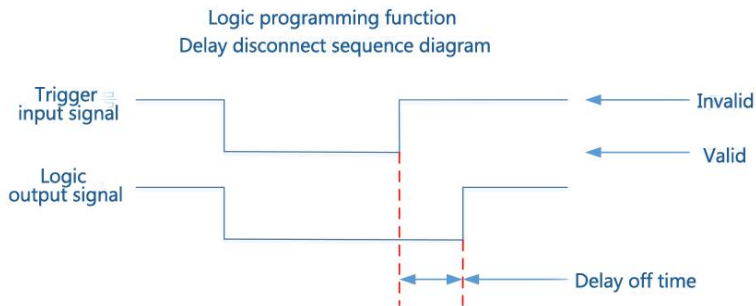 Logic programming function
Delay disconnect sequence diagram
Trigger
input signal
Invalid
Valid
Logic
output signal
Delay off time